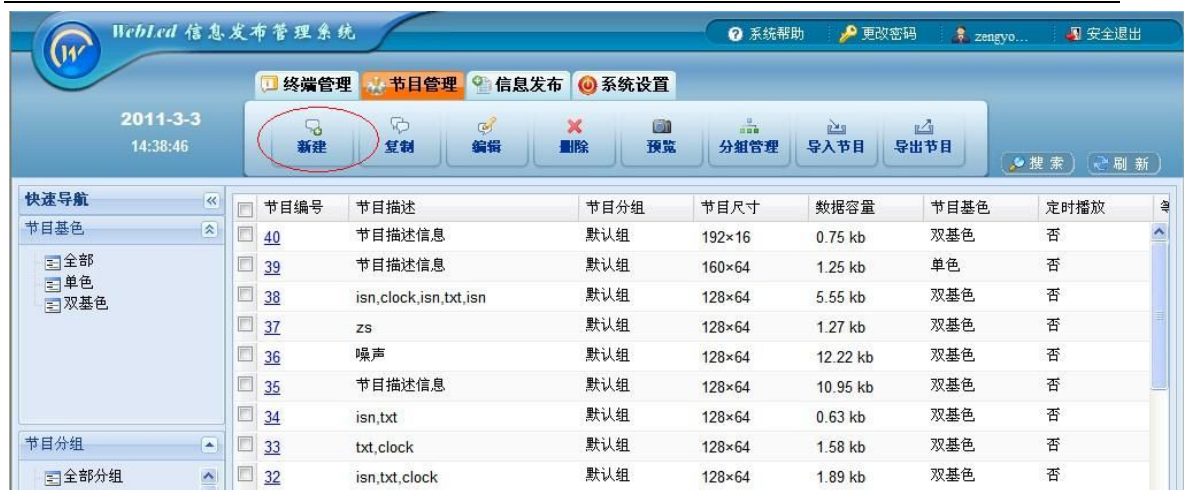 WebLed 信息发布管理系统 系统帮助 更改密码 zengyo... 安全退出
终端管理 节目管理 信息发布 系统设置
2011-3-3
14:38:46
新建 复制 编辑 删除 预览 分组管理 导入节目 导出节目
搜索 刷新
快速导航
节目基色
全部
单色
双基色
节目分组
全部分组
节目编号 节目描述 节目分组 节目尺寸 数据容量 节目基色 定时播放
40 节目描述信息 默认组 192×16 0.75 kb 双基色 否
39 节目描述信息 默认组 160×64 1.25 kb 单色 否
38 isn,clock,isn,txt,isn 默认组 128×64 5.55 kb 双基色 否
37 zs 默认组 128×64 1.27 kb 双基色 否
36 噪声 默认组 128×64 12.22 kb 双基色 否
35 节目描述信息 默认组 128×64 10.95 kb 双基色 否
34 isn,txt 默认组 128×64 0.63 kb 双基色 否
33 txt,clock 默认组 128×64 1.58 kb 双基色 否
32 isn,txt,clock 默认组 128×64 1.89 kb 双基色 否